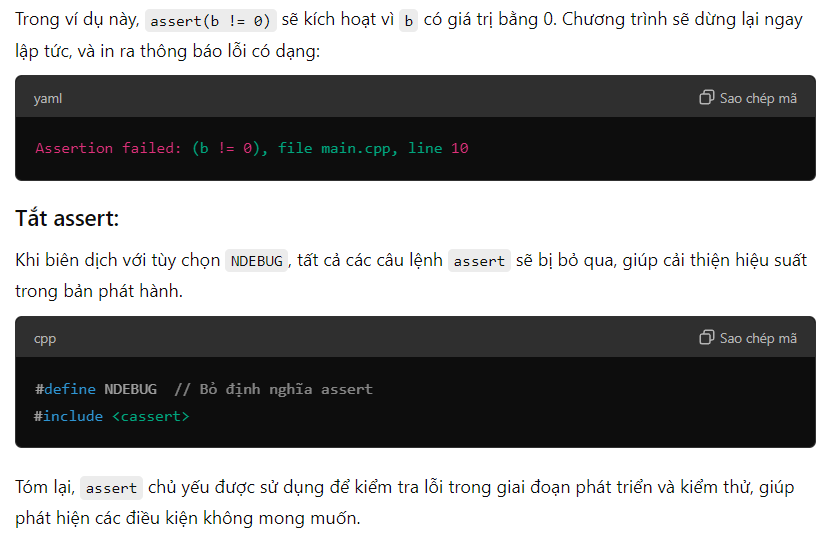 Trong ví dụ này, assert(b != 0) sẽ kích hoạt vì b có giá trị bằng 0. Chương trình sẽ dừng lại ngay
lập tức, và in ra thông báo lỗi có dạng:
yaml
Sao chép mã
Assertion failed: (b != 0), file main.cpp, line 10
Tắt assert:
Khi biên dịch với tùy chọn NDEBUG, tất cả các câu lệnh assert sẽ bị bỏ qua, giúp cải thiện hiệu suất
trong bản phát hành.
cpp
Sao chép mã
#define NDEBUG  // Bỏ định nghĩa assert
#include <cassert>
Tóm lại, assert chủ yếu được sử dụng để kiểm tra lỗi trong giai đoạn phát triển và kiểm thử, giúp
phát hiện các điều kiện không mong muốn.